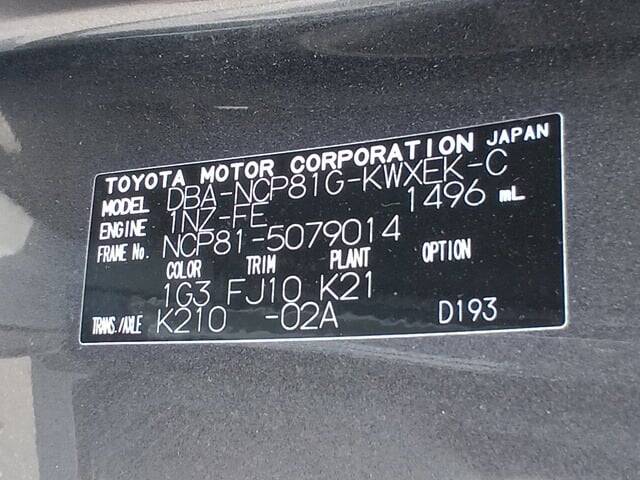 TOYOTA MOTOR CORPORATION JAPAN
MODEL DBA-NCP81G-KWXEK-C
ENGINE 1NZ-FE 1496 mL
FRAME No. NCP81-5079014
COLOR TRIM PLANT OPTION
1G3 FJ10 K21
TRANS./AXLE K210 -02A D193